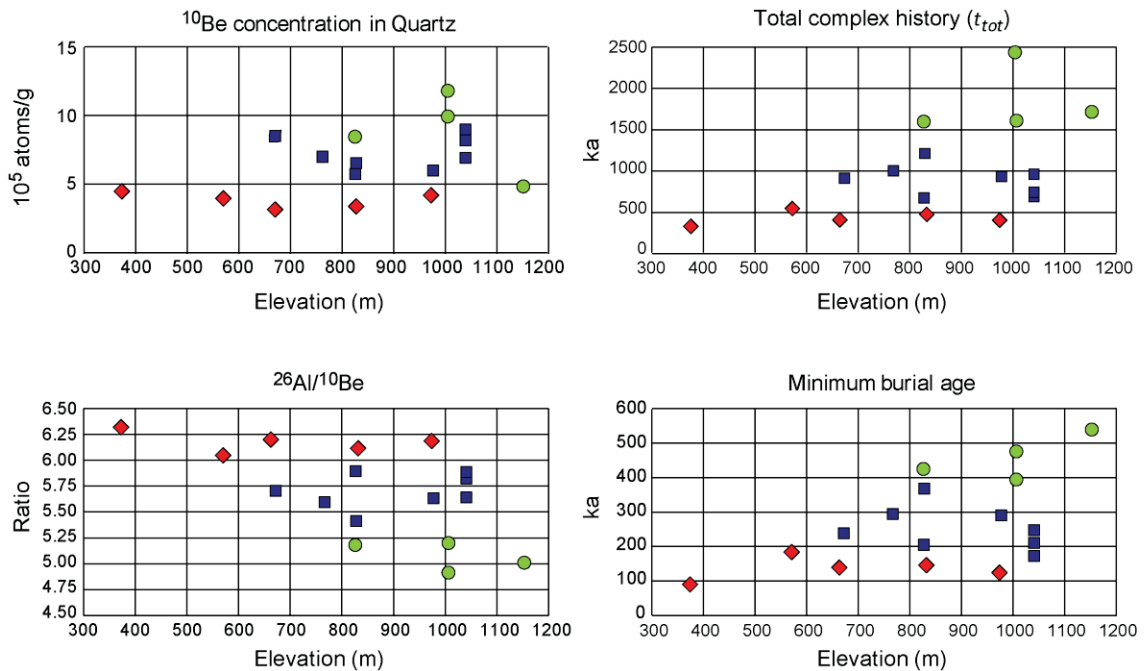 ¹⁰Be concentration in Quartz
15
10
5
0
10⁵ atoms/g
300 400 500 600 700 800 900 1000 1100 1200
Elevation (m)
Total complex history (t_tot)
2500
2000
1500
1000
500
0
ka
300 400 500 600 700 800 900 1000 1100 1200
Elevation (m)
²⁶Al/¹⁰Be
6.50
6.25
6.00
5.75
5.50
5.25
5.00
4.75
4.50
Ratio
300 400 500 600 700 800 900 1000 1100 1200
Elevation (m)
Minimum burial age
600
500
400
300
200
100
0
ka
300 400 500 600 700 800 900 1000 1100 1200
Elevation (m)